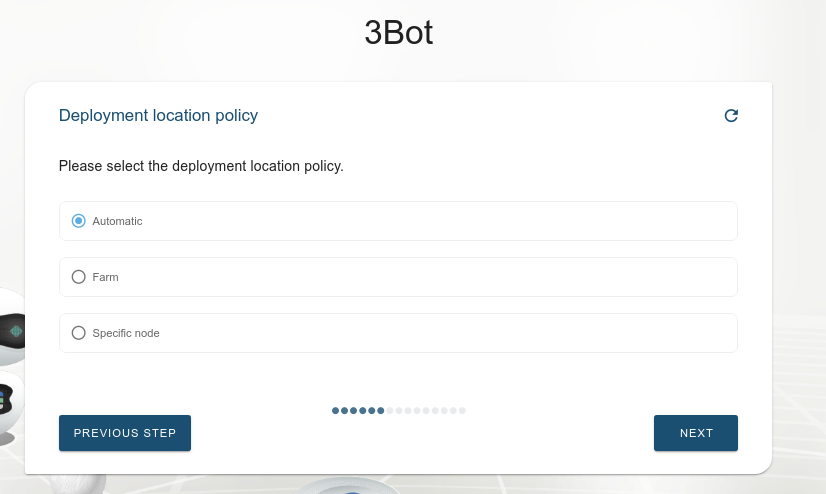 3Bot
Deployment location policy
Please select the deployment location policy.
Automatic
Farm
Specific node
PREVIOUS STEP
NEXT